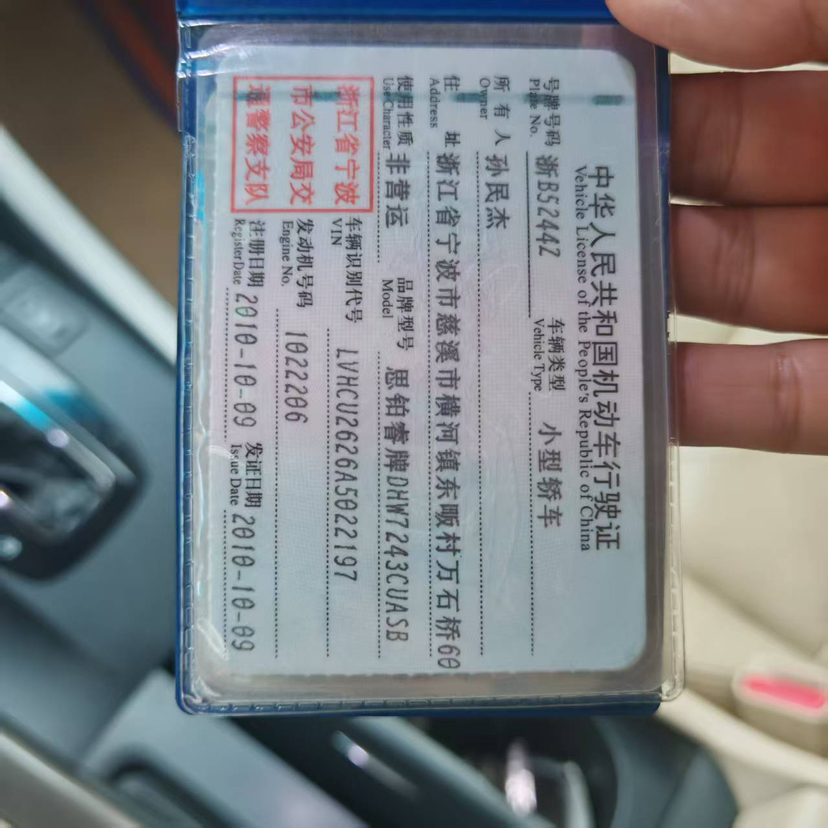 中华人民共和国机动车行驶证
Vehicle License of the People's Republic of China
号牌号码 浙B52442 车辆类型 小型轿车
Plate No. Vehicle Type
所有人 孙民杰
Owner
住址 浙江省宁波市慈溪市横河镇东畈村万石桥60
Address
使用性质 非营运 品牌型号 思铂睿牌DHW7243CUASB
Use Character Model
浙江省宁波
市公安局交
通警察支队
车辆识别代号 LVHCU2626A5022197
VIN
发动机号码 1022206
Engine No.
注册日期 2010-10-09 发证日期 2010-10-09
Register Date Issue Date